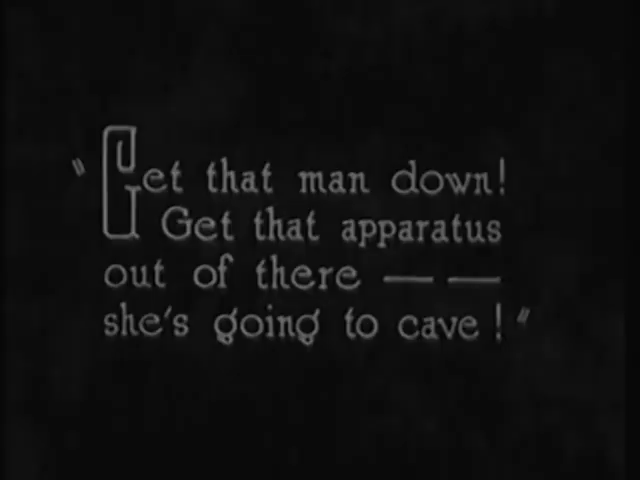 "Get that man down!
Get that apparatus
out of there — —
she's going to cave!"